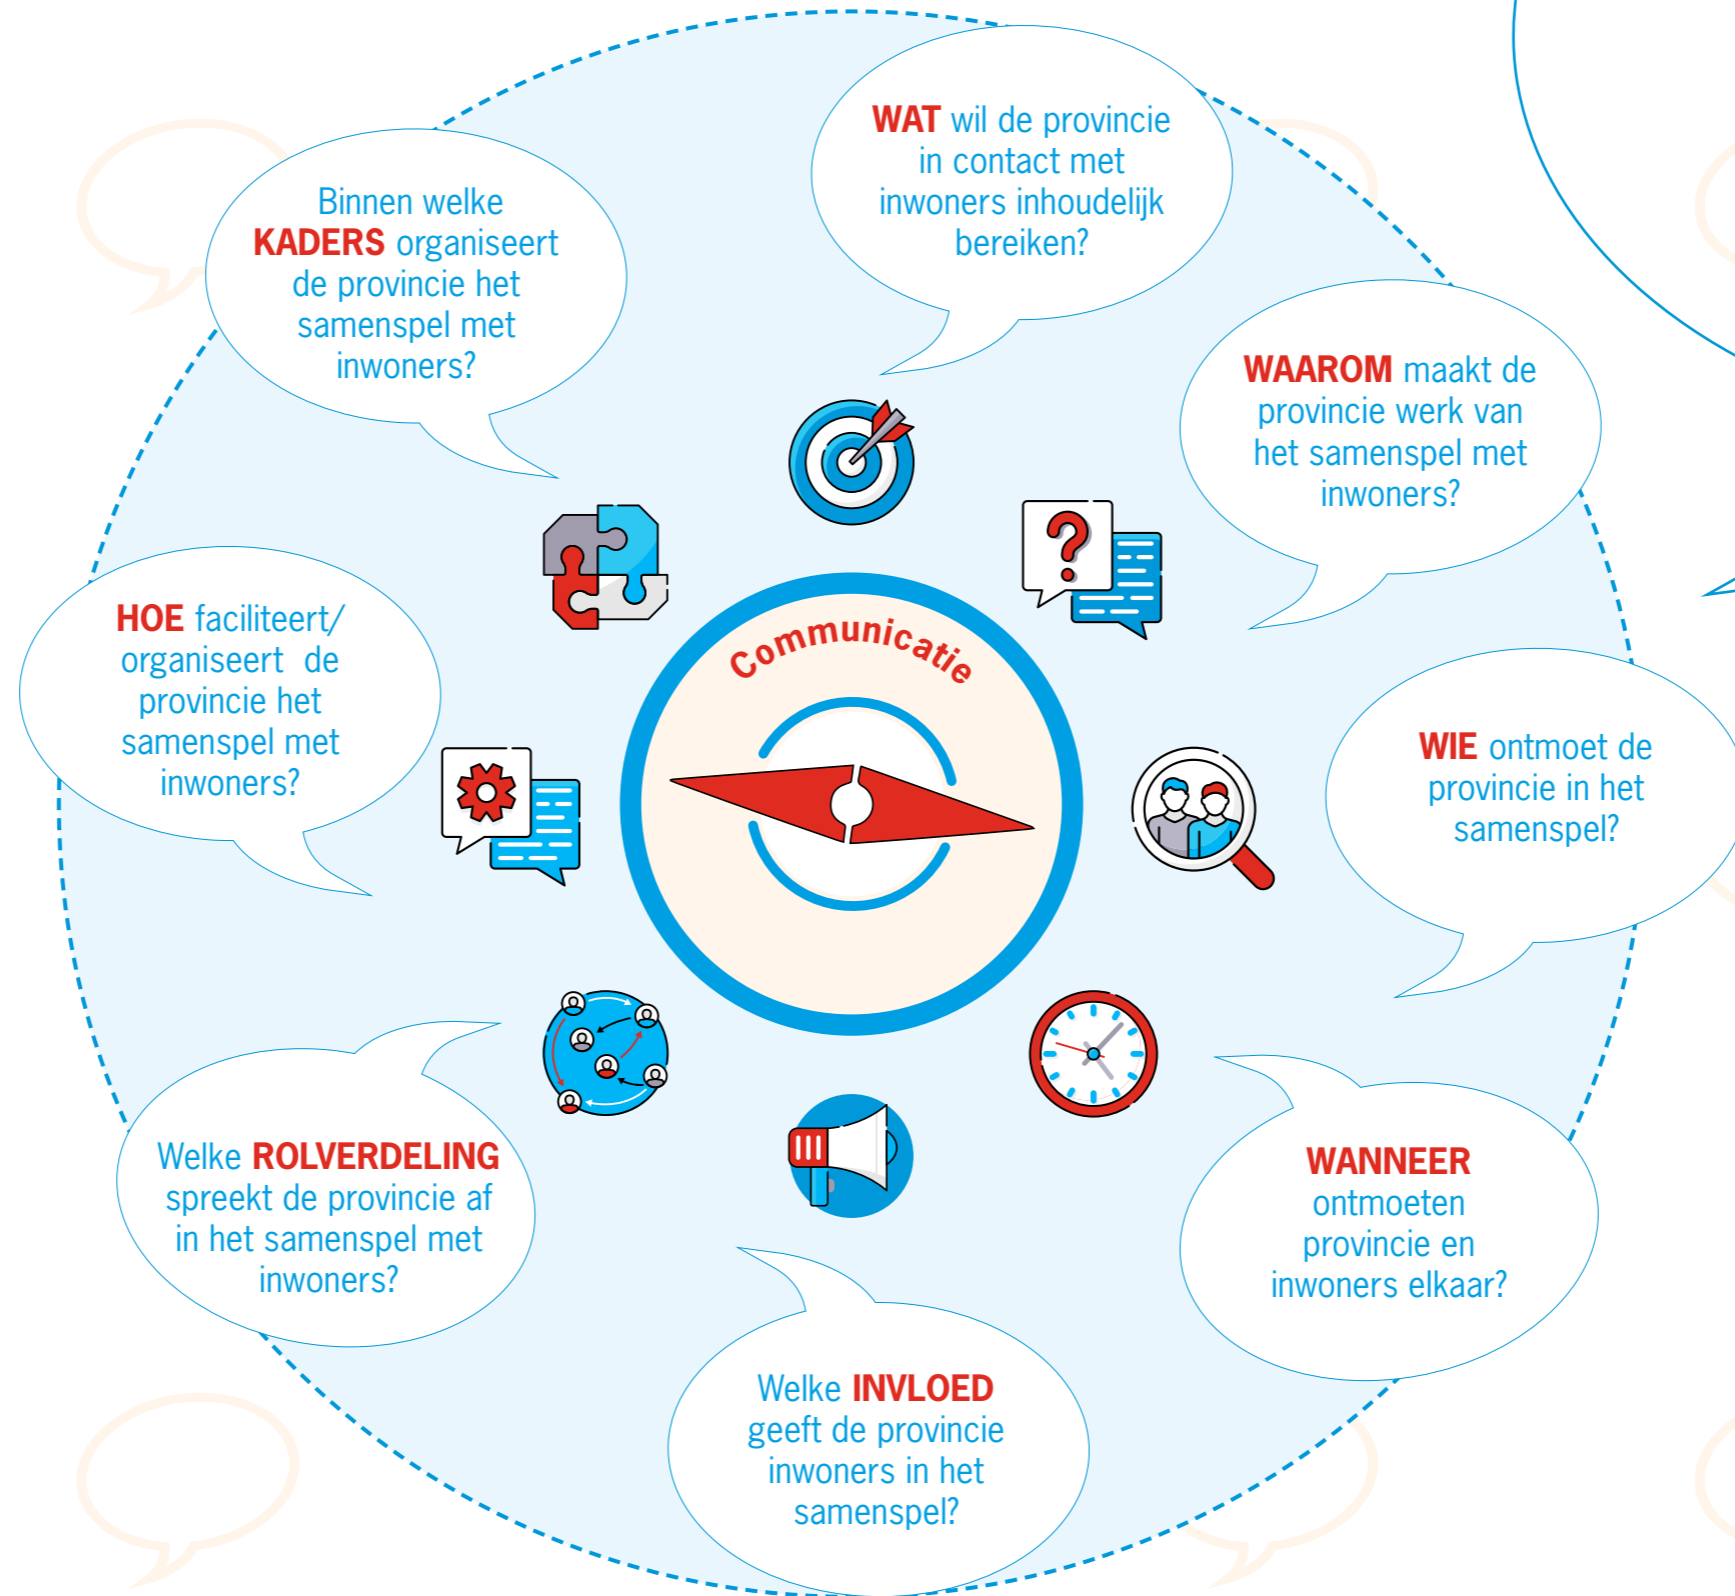 WAT wil de provincie
in contact met
inwoners inhoudelijk
bereiken?
Binnen welke
KADERS organiseert
de provincie het
samenspel met
inwoners?
WAAROM maakt de
provincie werk van
het samenspel met
inwoners?
HOE faciliteert/
organiseert de
provincie het
samenspel met
inwoners?
Communicatie
WIE ontmoet de
provincie in het
samenspel?
Welke ROLVERDELING
spreekt de provincie af
in het samenspel met
inwoners?
WANNEER
ontmoeten
provincie en
inwoners elkaar?
Welke INVLOED
geeft de provincie
inwoners in het
samenspel?